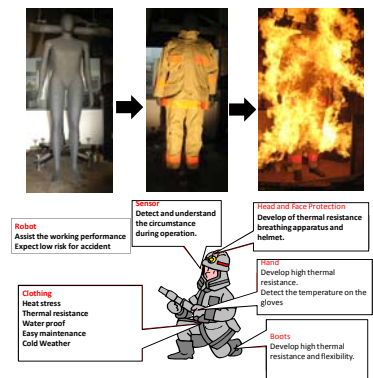 Sensor
Detect and understand
the circumstance
during operation.
Head and Face Protection
Develop of thermal resistance
breathing apparatus and
helmet.
Robot
Assist the working performance
Expect low risk for accident
Hand
Develop high thermal
resistance.
Detect the temperature on the
gloves
Clothing
Heat stress
Thermal resistance
Water proof
Easy maintenance
Cold Weather
Boots
Develop high thermal
resistance and flexibility.